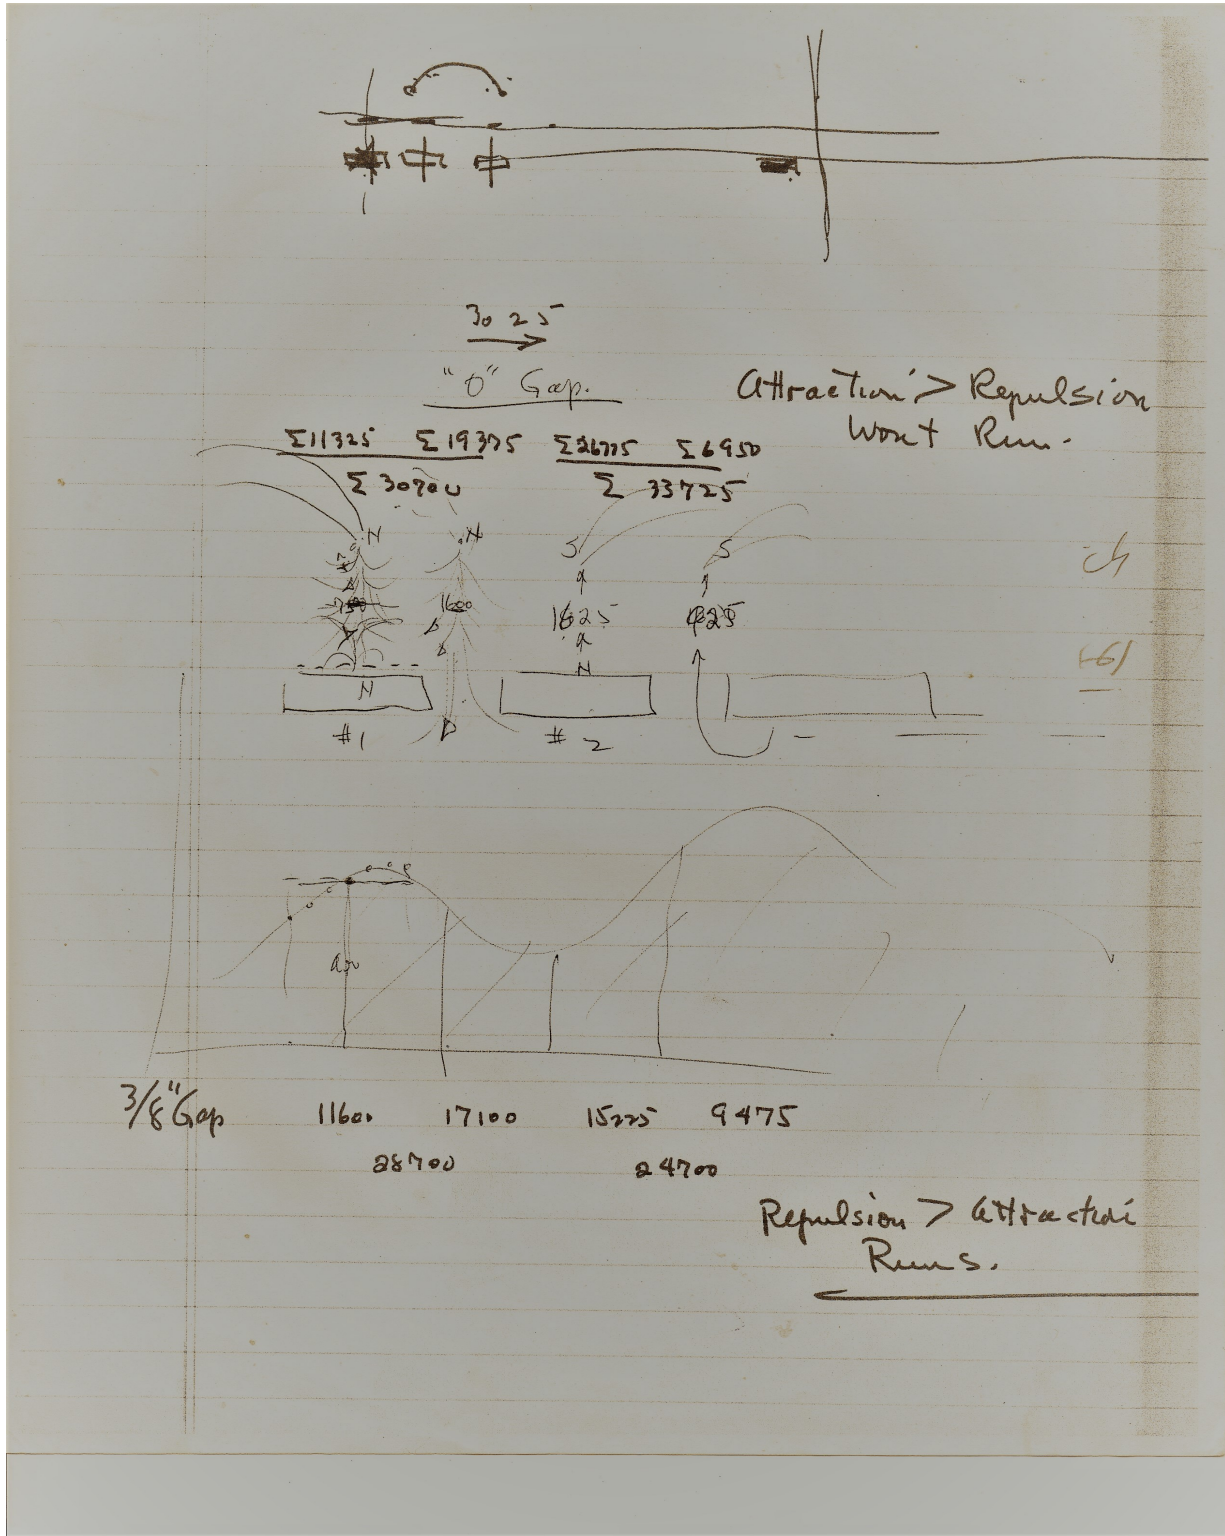 30 25
"0" Gap.
Attraction > Repulsion
Won't Run.
Σ11325 Σ19375 Σ26775 Σ6950
Σ 30700 Σ 33725
N N S S
1600 1825
N N
#1 #2
3/8" Gap 11600 17100 15225 9475
28700 24700
Repulsion > Attraction
Runs.